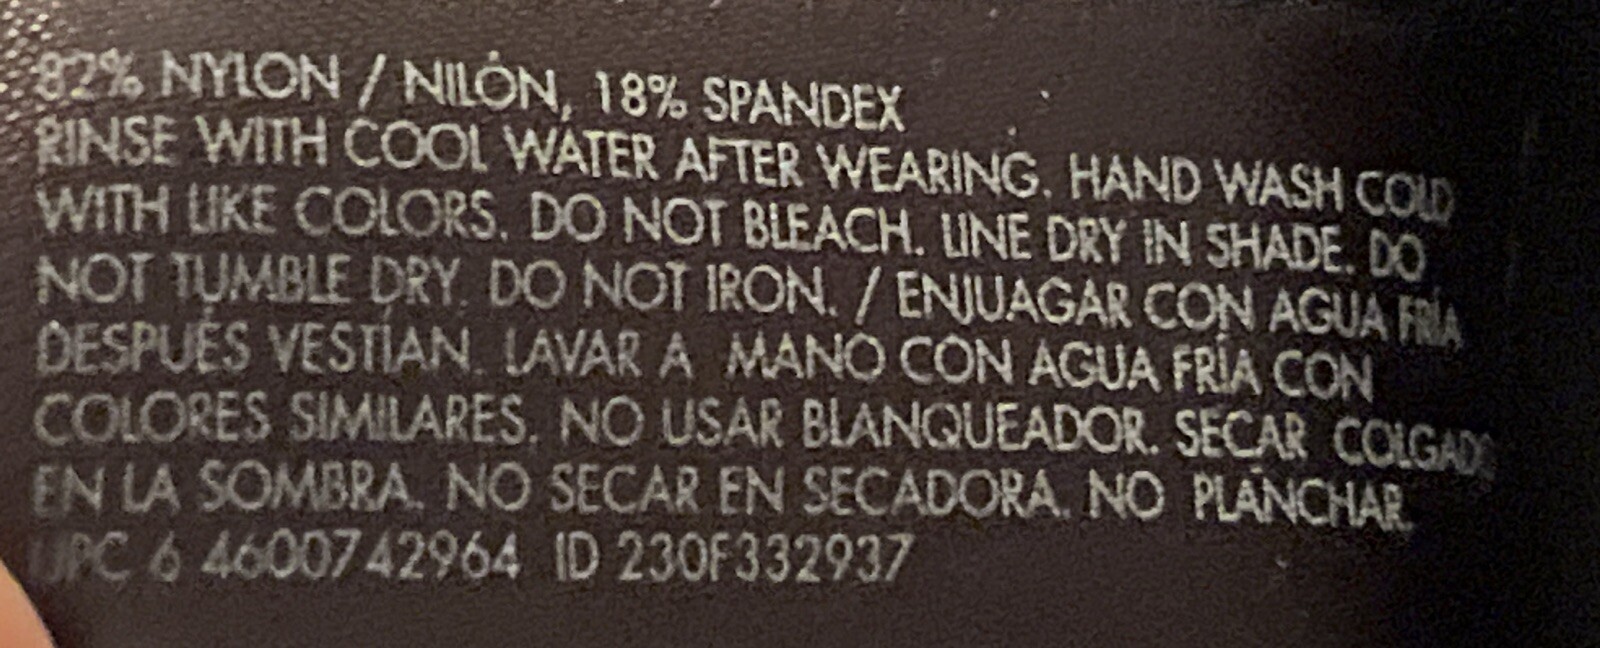 82% NYLON / NILÓN, 18% SPANDEX
RINSE WITH COOL WATER AFTER WEARING. HAND WASH COLD
WITH LIKE COLORS. DO NOT BLEACH. LINE DRY IN SHADE. DO
NOT TUMBLE DRY. DO NOT IRON. / ENJUAGAR CON AGUA FRÍA
DESPUÉS VESTÍAN. LAVAR A MANO CON AGUA FRÍA CON
COLORES SIMILARES. NO USAR BLANQUEADOR. SECAR COLGADO
EN LA SOMBRA. NO SECAR EN SECADORA. NO PLANCHAR.
UPC 6 4600742964 ID 230F332937